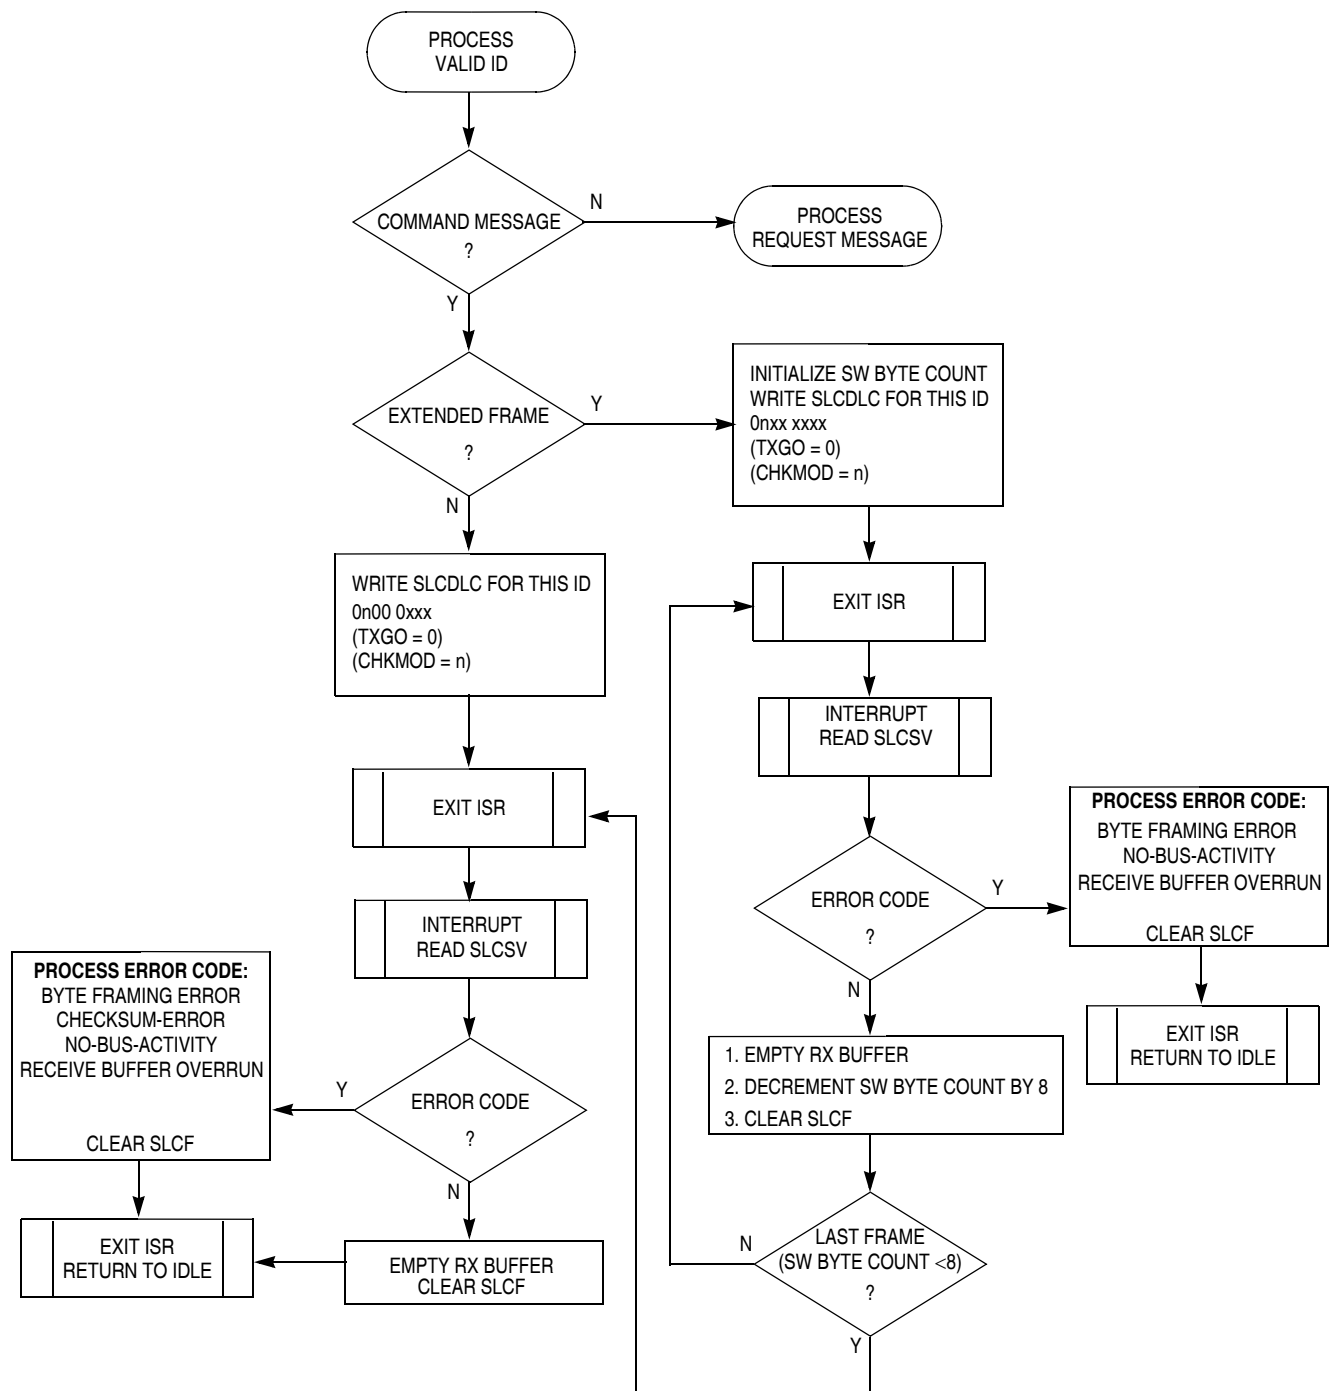 PROCESS
VALID ID
COMMAND MESSAGE
?
N
PROCESS
REQUEST MESSAGE
Y
EXTENDED FRAME
?
Y
INITIALIZE SW BYTE COUNT
WRITE SLCDLC FOR THIS ID
0nxx xxxx
(TXGO = 0)
(CHKMOD = n)
N
WRITE SLCDLC FOR THIS ID
0n00 0xxx
(TXGO = 0)
(CHKMOD = n)
EXIT ISR
INTERRUPT
READ SLCSV
EXIT ISR
INTERRUPT
READ SLCSV
ERROR CODE
?
Y
PROCESS ERROR CODE:
BYTE FRAMING ERROR
NO-BUS-ACTIVITY
RECEIVE BUFFER OVERRUN
CLEAR SLCF
EXIT ISR
RETURN TO IDLE
N
1. EMPTY RX BUFFER
2. DECREMENT SW BYTE COUNT BY 8
3. CLEAR SLCF
PROCESS ERROR CODE:
BYTE FRAMING ERROR
CHECKSUM-ERROR
NO-BUS-ACTIVITY
RECEIVE BUFFER OVERRUN
CLEAR SLCF
Y
ERROR CODE
?
N
EXIT ISR
RETURN TO IDLE
EMPTY RX BUFFER
CLEAR SLCF
N
LAST FRAME
(SW BYTE COUNT <8)
?
Y